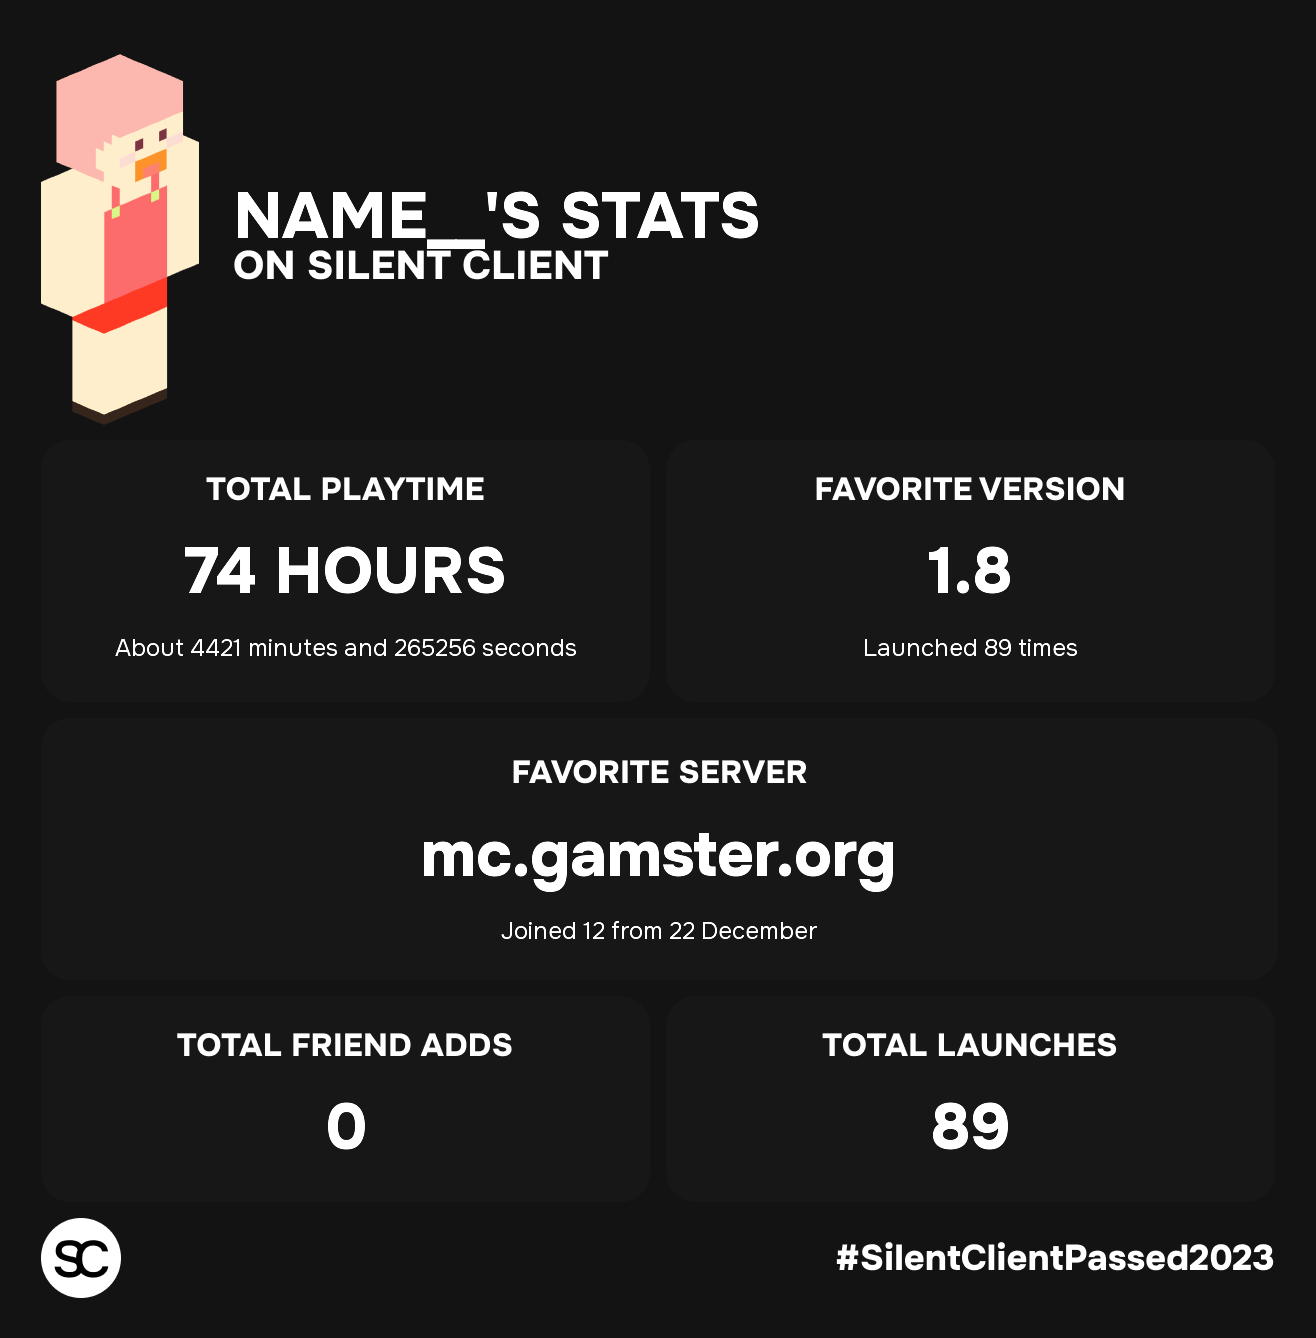 NAME__'S STATS
ON SILENT CLIENT
TOTAL PLAYTIME
74 HOURS
About 4421 minutes and 265256 seconds
FAVORITE VERSION
1.8
Launched 89 times
FAVORITE SERVER
mc.gamster.org
Joined 12 from 22 December
TOTAL FRIEND ADDS
0
TOTAL LAUNCHES
89
SC
#SilentClientPassed2023